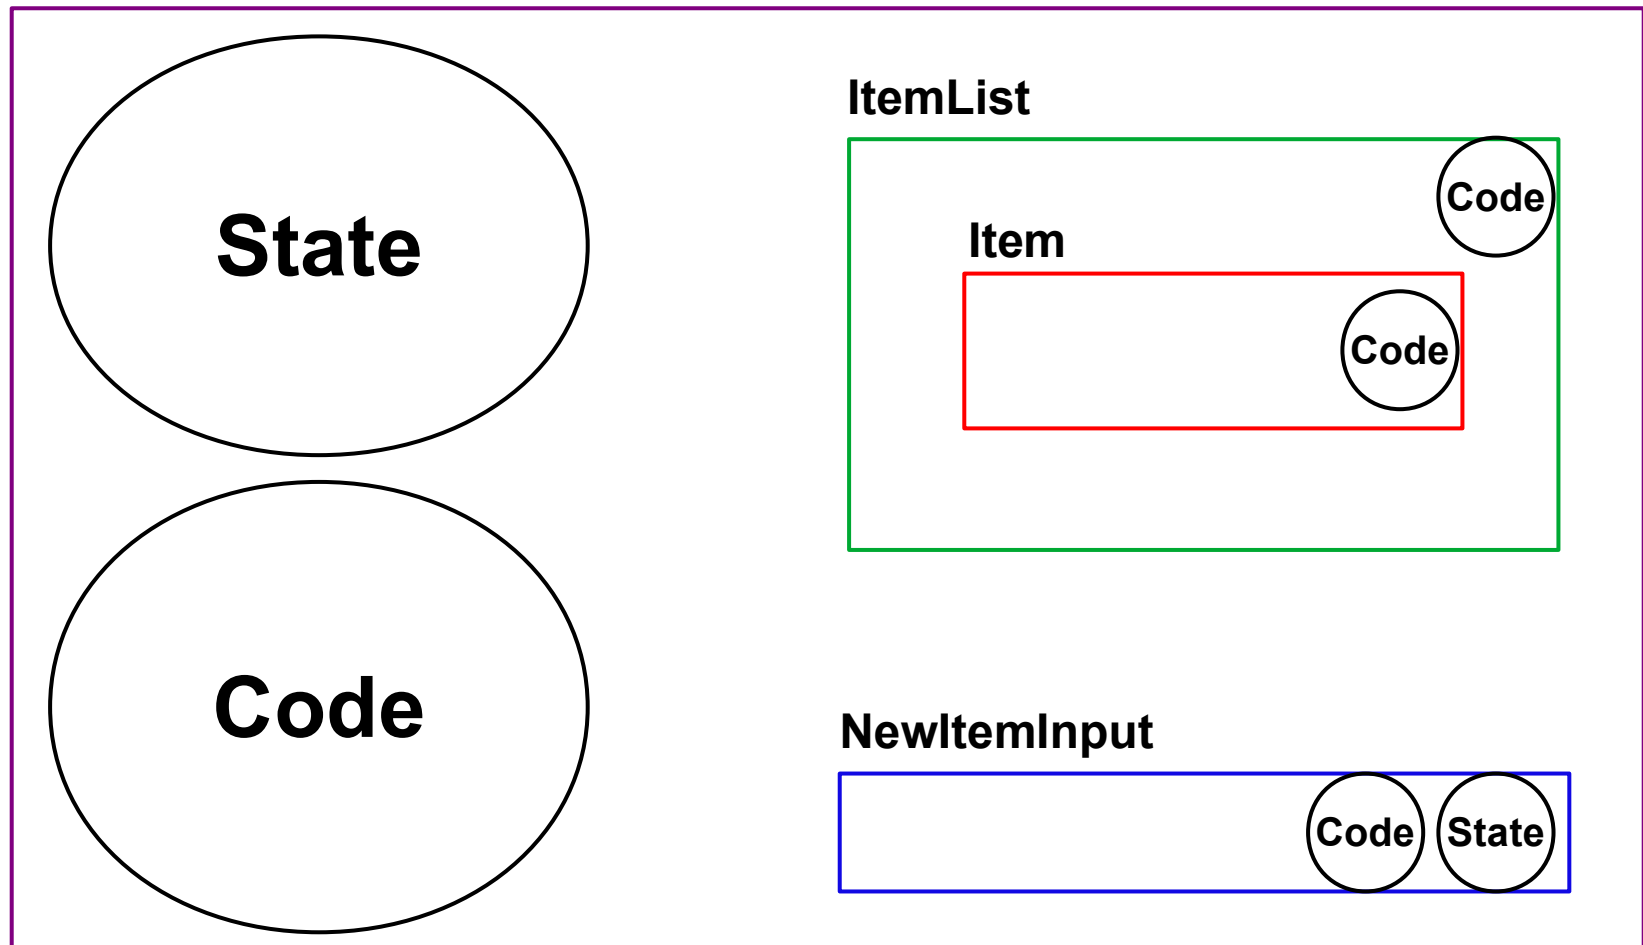 State
Code
ItemList
Code
Item
Code
NewItemInput
Code
State